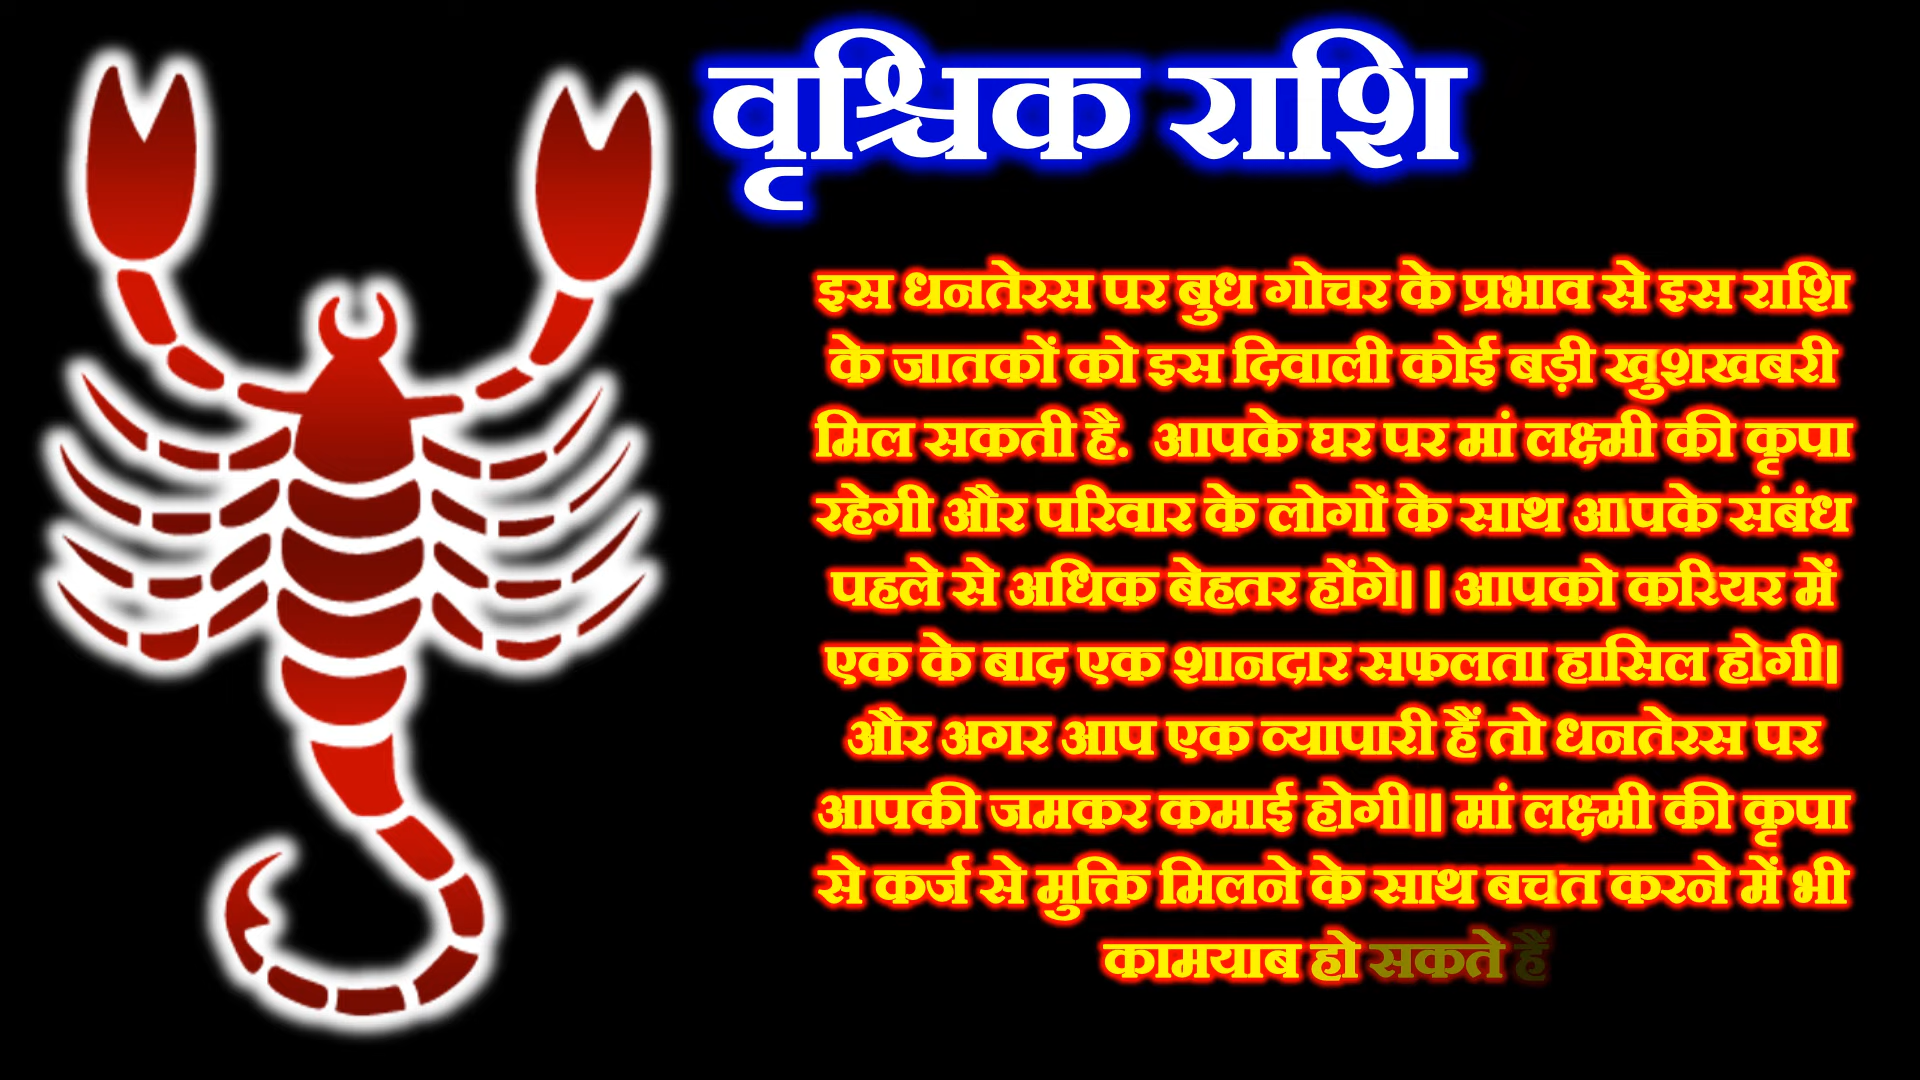 वृश्चिक राशि
इस धनतेरस पर बुध गोचर के प्रभाव से इस राशि
के जातकों को इस दिवाली कोई बड़ी खुशखबरी
मिल सकती है. आपके घर पर मां लक्ष्मी की कृपा
रहेगी और परिवार के लोगों के साथ आपके संबंध
पहले से अधिक बेहतर होंगे। । आपको करियर में
एक के बाद एक शानदार सफलता हासिल होगी।
और अगर आप एक व्यापारी हैं तो धनतेरस पर
आपकी जमकर कमाई होगी॥ मां लक्ष्मी की कृपा
से कर्ज से मुक्ति मिलने के साथ बचत करने में भी
कामयाब हो सकते हैं